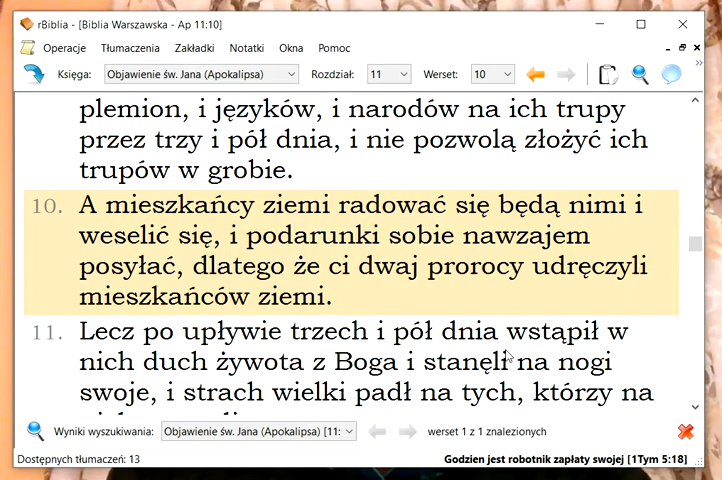 rBiblia - [Biblia Warszawska - Ap 11:10]
Operacje Tłumaczenia Zakładki Notatki Okna Pomoc
Księga: Objawienie św. Jana (Apokalipsa) Rozdział: 11 Werset: 10
plemion, i języków, i narodów na ich trupy
przez trzy i pół dnia, i nie pozwolą złożyć ich
trupów w grobie.
10. A mieszkańcy ziemi radować się będą nimi i
weselić się, i podarunki sobie nawzajem
posyłać, dlatego że ci dwaj prorocy udręczyli
mieszkańców ziemi.
11. Lecz po upływie trzech i pół dnia wstąpił w
nich duch żywota z Boga i stanęli na nogi
swoje, i strach wielki padł na tych, którzy na
Wyniki wyszukiwania: Objawienie św. Jana (Apokalipsa) [11: werset 1 z 1 znalezionych
Dostępnych tłumaczeń: 13 Godzien jest robotnik zapłaty swojej [1Tym 5:18]